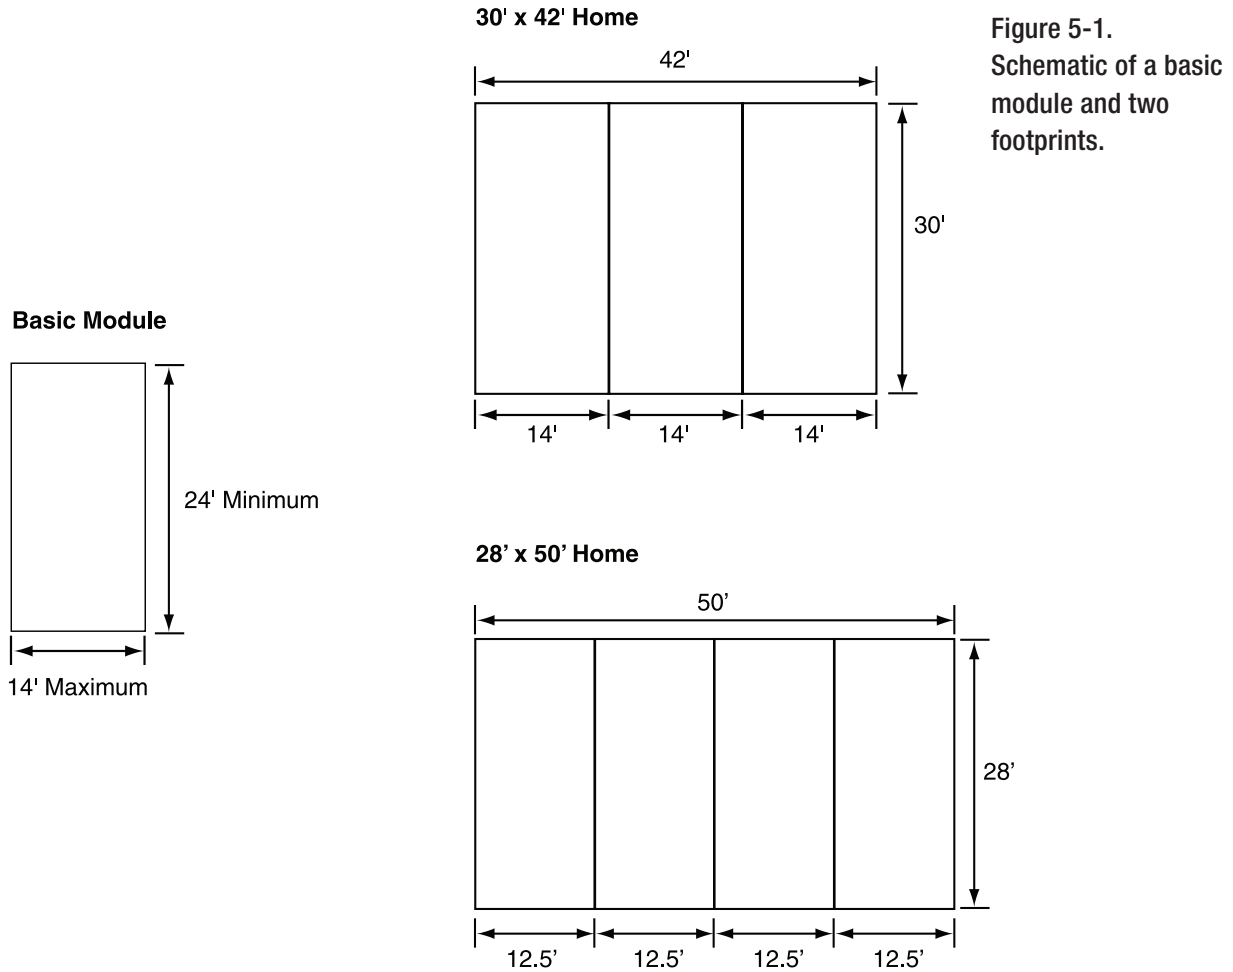 30' x 42' Home
42'
30'
14'
14'
14'
Figure 5-1.
Schematic of a basic
module and two
footprints.
Basic Module
24' Minimum
14' Maximum
28’ x 50’ Home
50’
28’
12.5’
12.5’
12.5’
12.5’